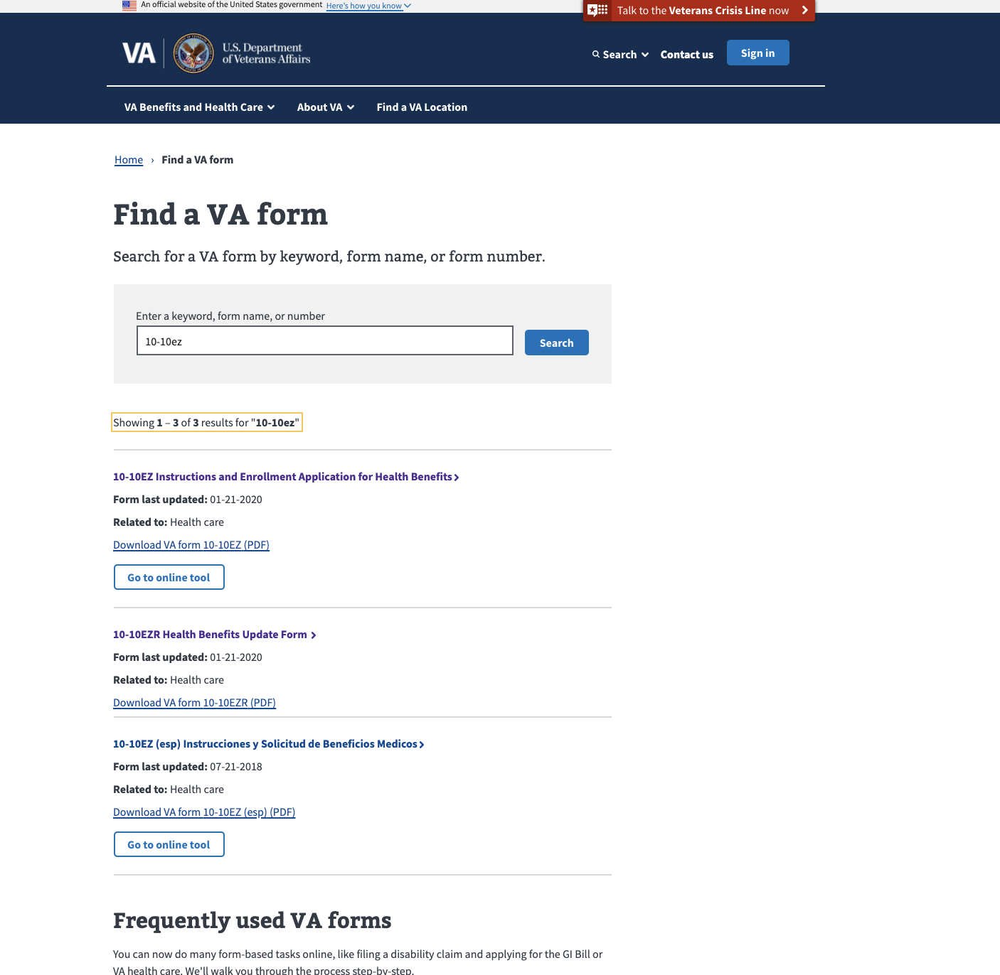 An official website of the United States government Here's how you know
Talk to the Veterans Crisis Line now
VA
U.S. Department
of Veterans Affairs
Search
Contact us
Sign in
VA Benefits and Health Care
About VA
Find a VA Location
Home › Find a VA form
Find a VA form
Search for a VA form by keyword, form name, or form number.
Enter a keyword, form name, or number
10-10ez
Search
Showing 1 – 3 of 3 results for "10-10ez"
10-10EZ Instructions and Enrollment Application for Health Benefits
Form last updated: 01-21-2020
Related to: Health care
Download VA form 10-10EZ (PDF)
Go to online tool
10-10EZR Health Benefits Update Form
Form last updated: 01-21-2020
Related to: Health care
Download VA form 10-10EZR (PDF)
10-10EZ (esp) Instrucciones y Solicitud de Beneficios Medicos
Form last updated: 07-21-2018
Related to: Health care
Download VA form 10-10EZ (esp) (PDF)
Go to online tool
Frequently used VA forms
You can now do many form-based tasks online, like filing a disability claim and applying for the GI Bill or
VA health care. We'll walk you through the process step-by-step.